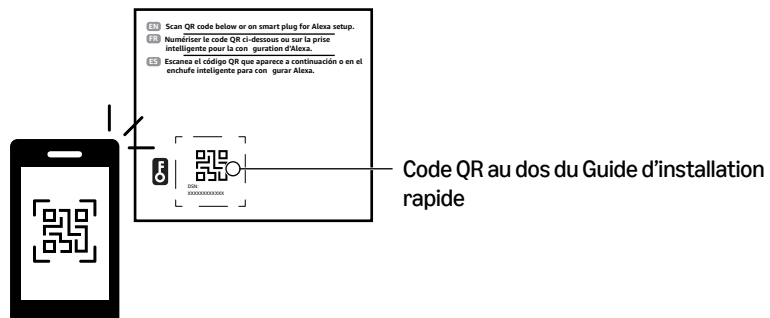 EN Scan QR code below or on smart plug for Alexa setup.
FR Numériser le code QR ci-dessous ou sur la prise
intelligente pour la con guration d'Alexa.
ES Escanea el código QR que aparece a continuación o en el
enchufe inteligente para con gurar Alexa.
DSN:
XXXXXXXXXXXX
Code QR au dos du Guide d'installation
rapide